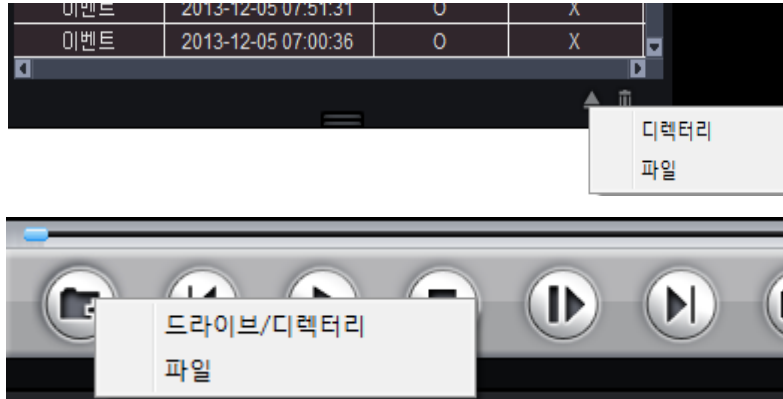 이벤트 2013-12-05 07:51:31 O X
이벤트 2013-12-05 07:00:36 O X
디렉터리
파일
드라이브/디렉터리
파일